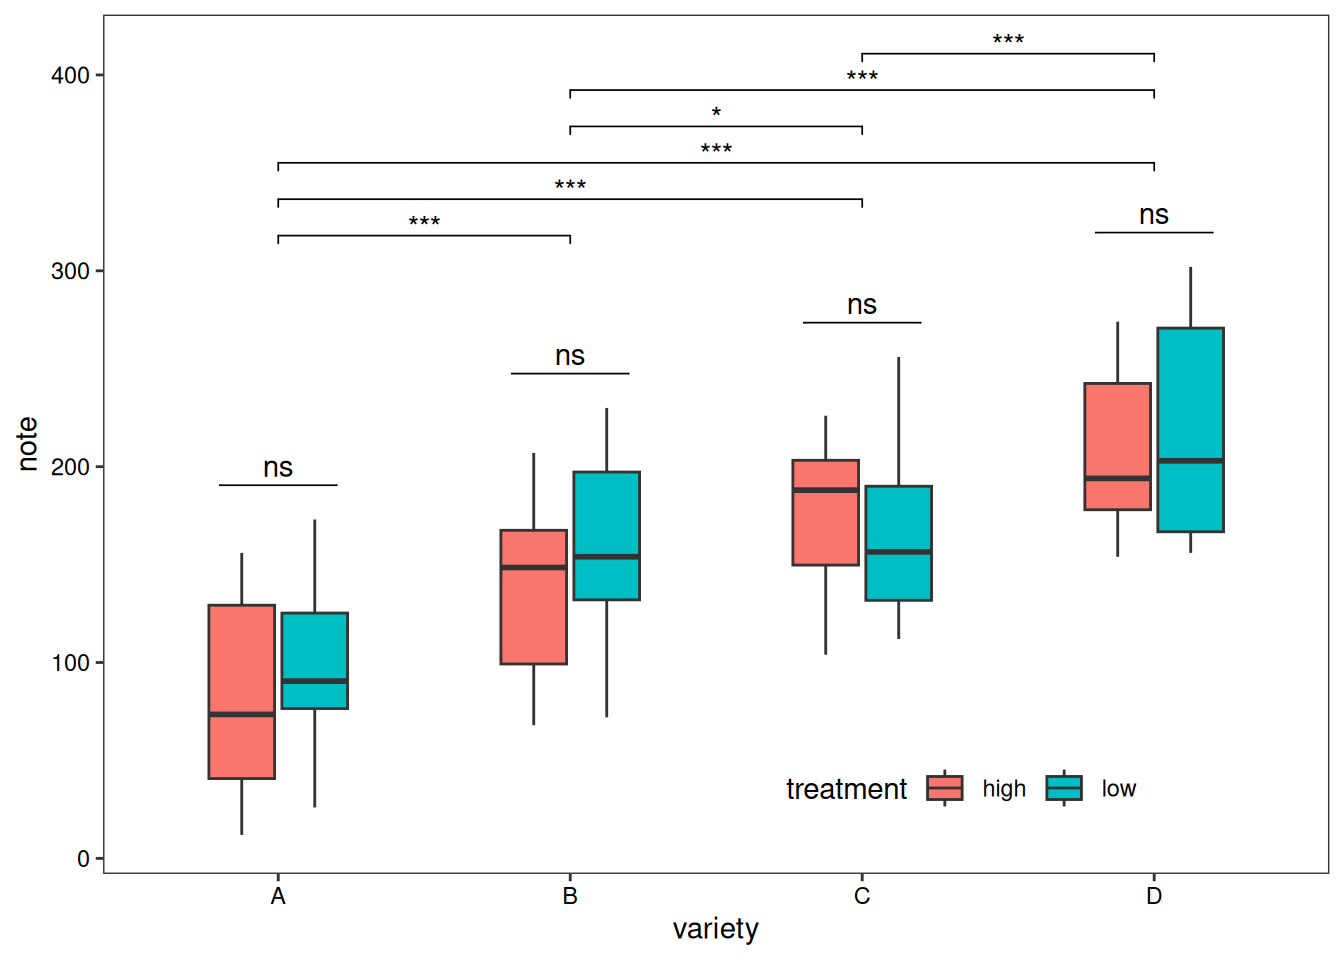 ***
400
***
*
***
***
***
ns
300
ns
ns
note
200
ns
100
treatment high low
0
A B C D
variety